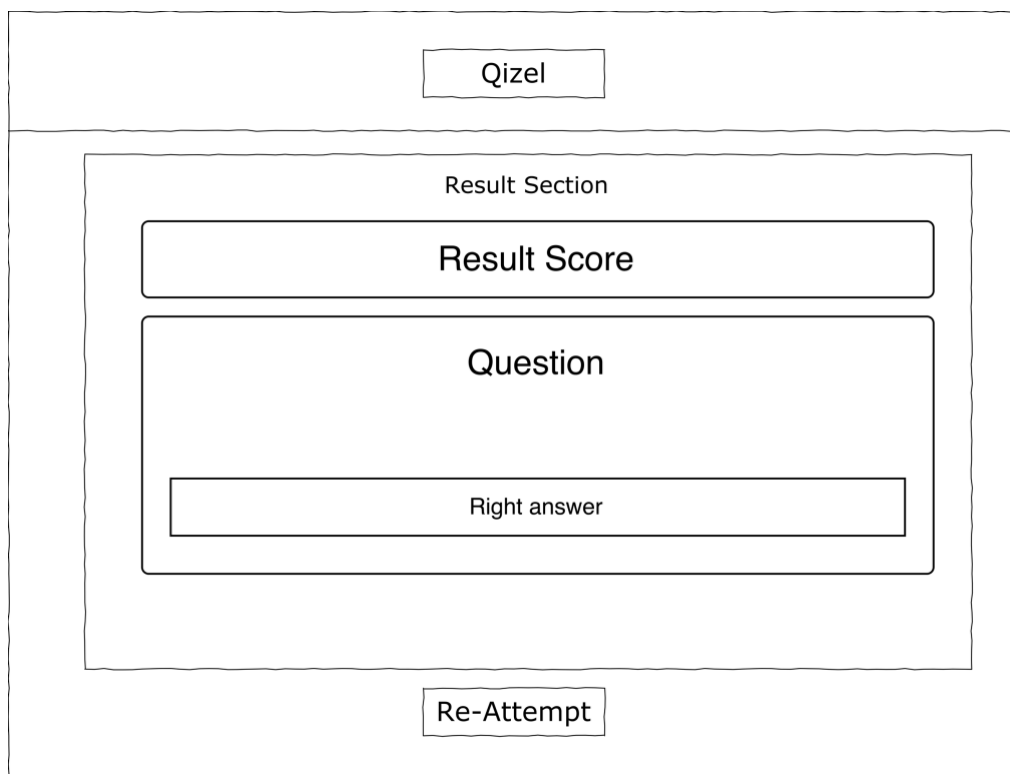 Qizel
Result Section
Result Score
Question
Right answer
Re-Attempt